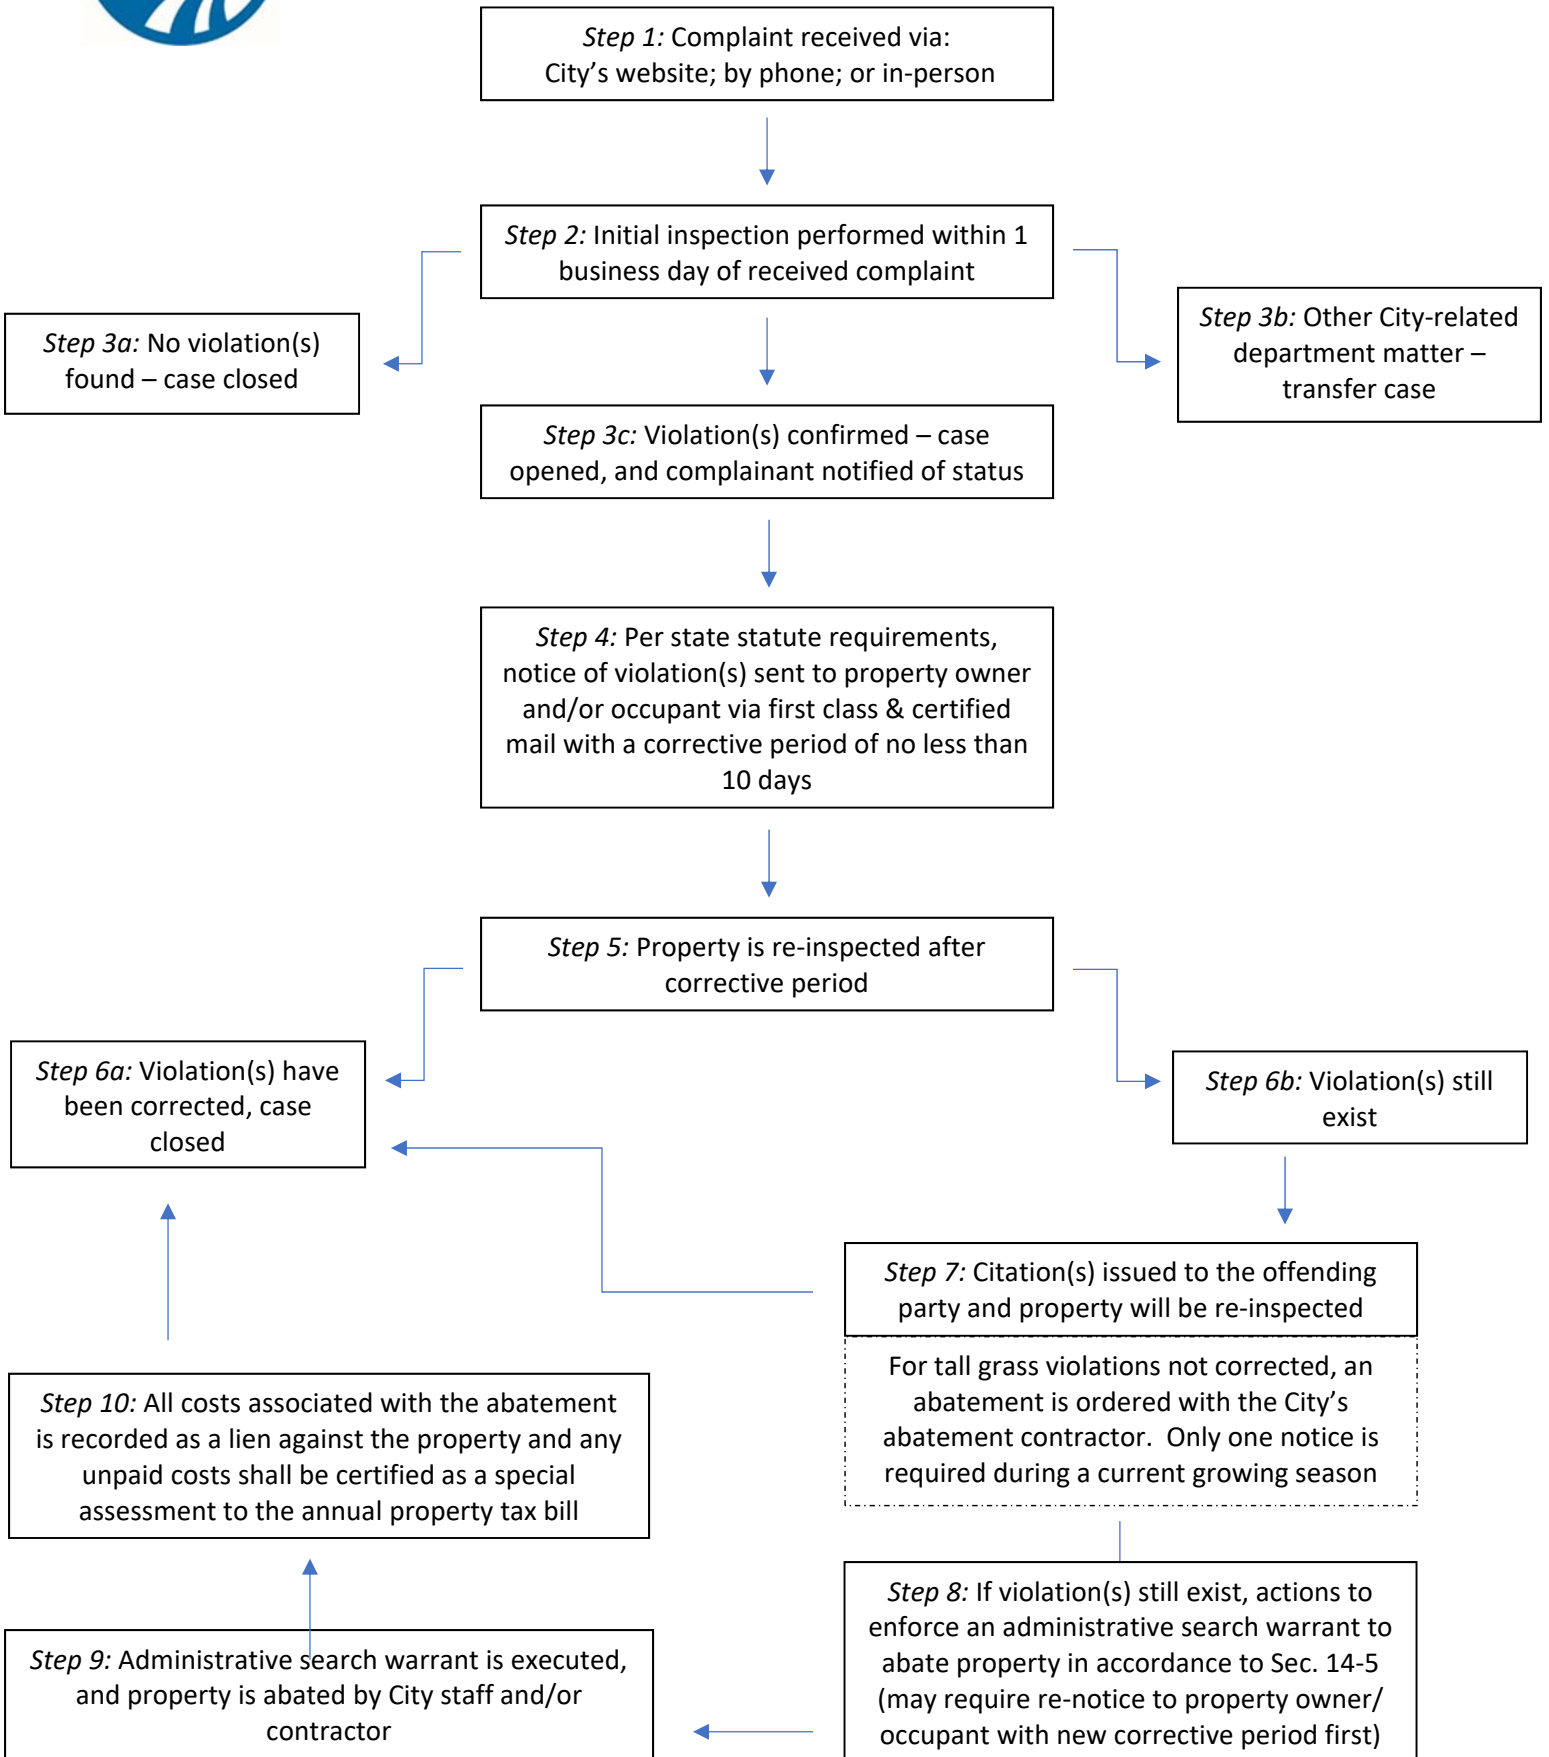 Step 1: Complaint received via:
City’s website; by phone; or in-person
Step 2: Initial inspection performed within 1
business day of received complaint
Step 3a: No violation(s)
found – case closed
Step 3b: Other City-related
department matter –
transfer case
Step 3c: Violation(s) confirmed – case
opened, and complainant notified of status
Step 4: Per state statute requirements,
notice of violation(s) sent to property owner
and/or occupant via first class & certified
mail with a corrective period of no less than
10 days
Step 5: Property is re-inspected after
corrective period
Step 6a: Violation(s) have
been corrected, case
closed
Step 6b: Violation(s) still
exist
Step 7: Citation(s) issued to the offending
party and property will be re-inspected
For tall grass violations not corrected, an
abatement is ordered with the City’s
abatement contractor.  Only one notice is
required during a current growing season
Step 8: If violation(s) still exist, actions to
enforce an administrative search warrant to
abate property in accordance to Sec. 14-5
(may require re-notice to property owner/
occupant with new corrective period first)
Step 9: Administrative search warrant is executed,
and property is abated by City staff and/or
contractor
Step 10: All costs associated with the abatement
is recorded as a lien against the property and any
unpaid costs shall be certified as a special
assessment to the annual property tax bill